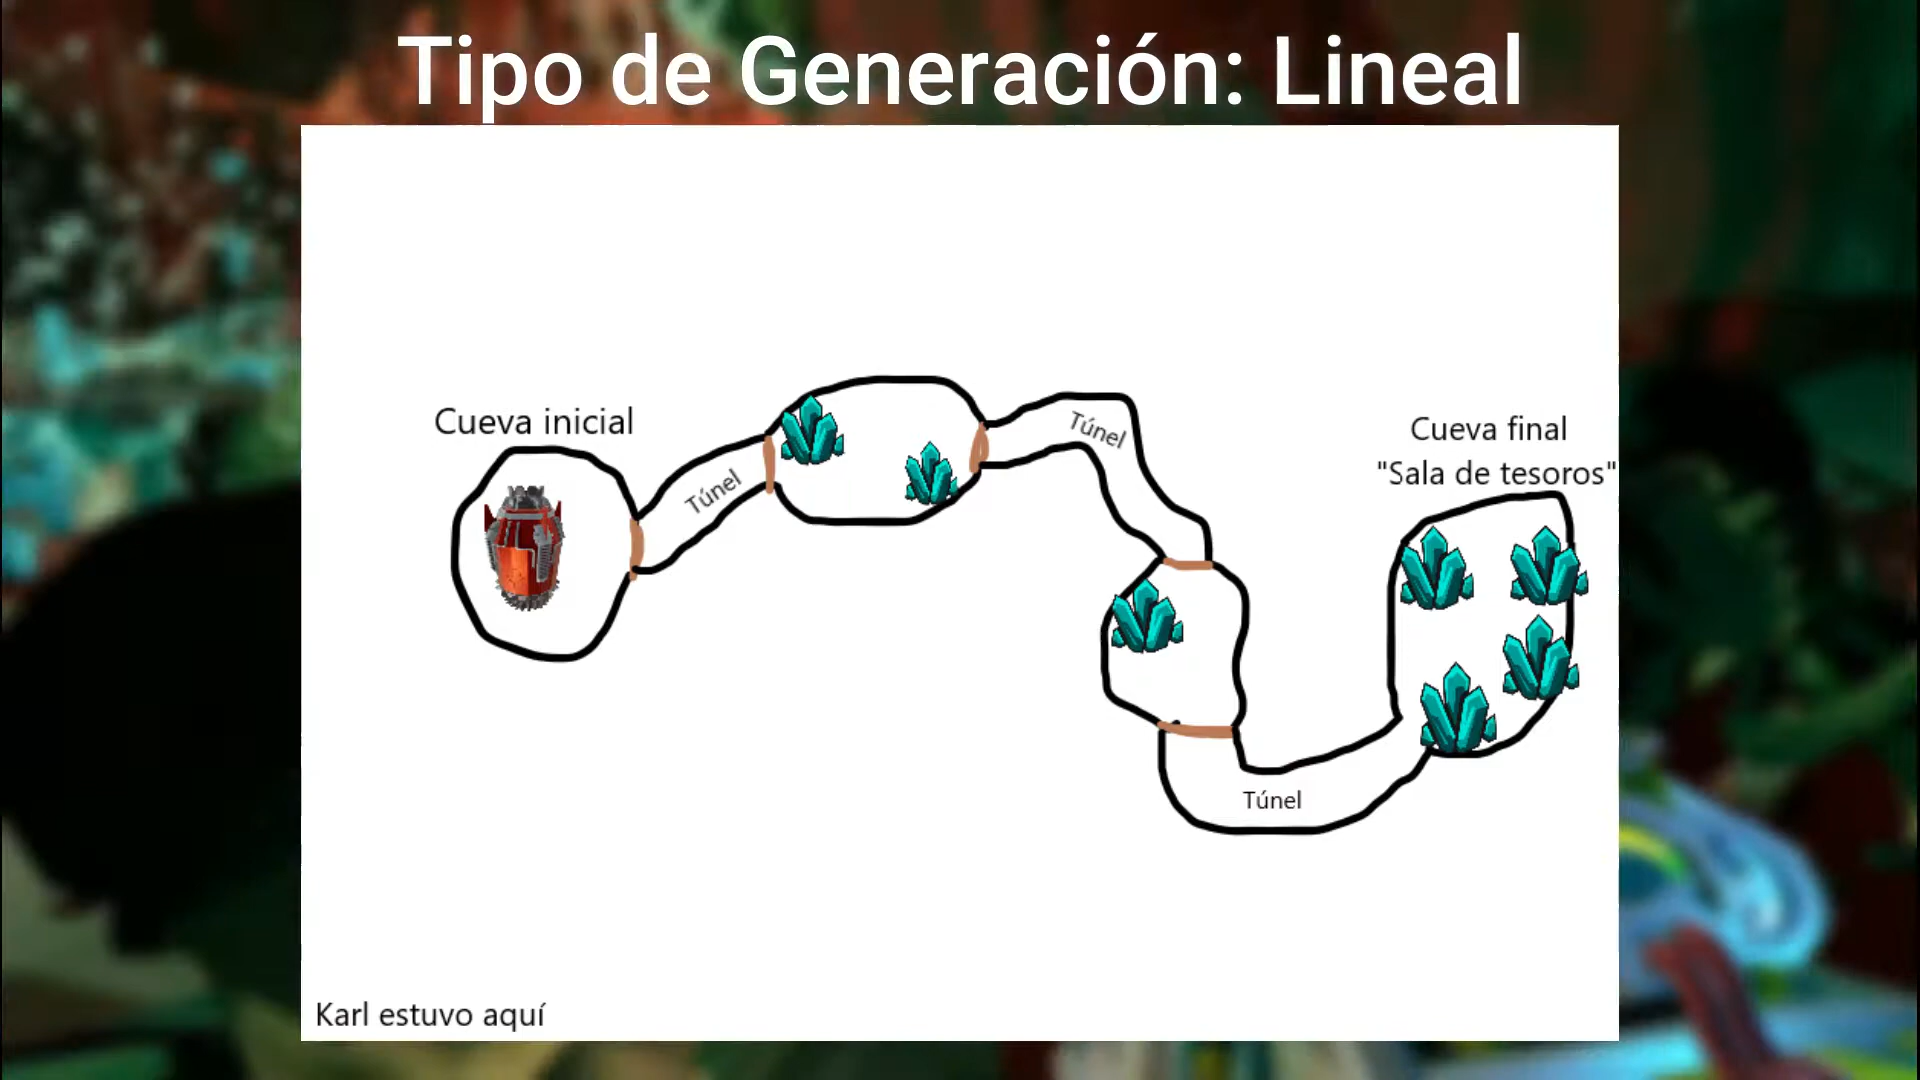 Tipo de Generación: Lineal
Cueva inicial
Túnel
Túnel
Cueva final
"Sala de tesoros"
Túnel
Karl estuvo aquí